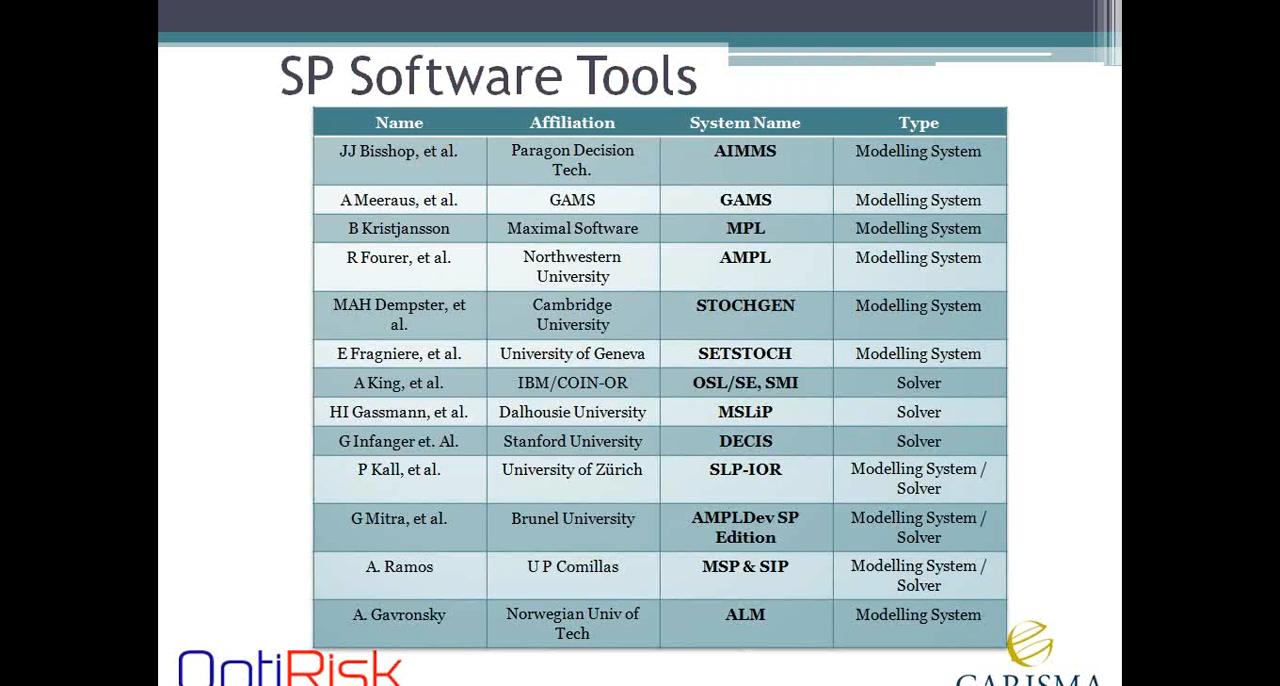 SP Software Tools
Name Affiliation System Name Type
JJ Bisshop, et al. Paragon Decision Tech. AIMMS Modelling System
A Meeraus, et al. GAMS GAMS Modelling System
B Kristjansson Maximal Software MPL Modelling System
R Fourer, et al. Northwestern University AMPL Modelling System
MAH Dempster, et al. Cambridge University STOCHGEN Modelling System
E Fragniere, et al. University of Geneva SETSTOCH Modelling System
A King, et al. IBM/COIN-OR OSL/SE, SMI Solver
HI Gassmann, et al. Dalhousie University MSLiP Solver
G Infanger et. Al. Stanford University DECIS Solver
P Kall, et al. University of Zürich SLP-IOR Modelling System / Solver
G Mitra, et al. Brunel University AMPLDev SP Edition Modelling System / Solver
A. Ramos U P Comillas MSP & SIP Modelling System / Solver
A. Gavronsky Norwegian Univ of Tech ALM Modelling System
OptiRisk
CARISMA